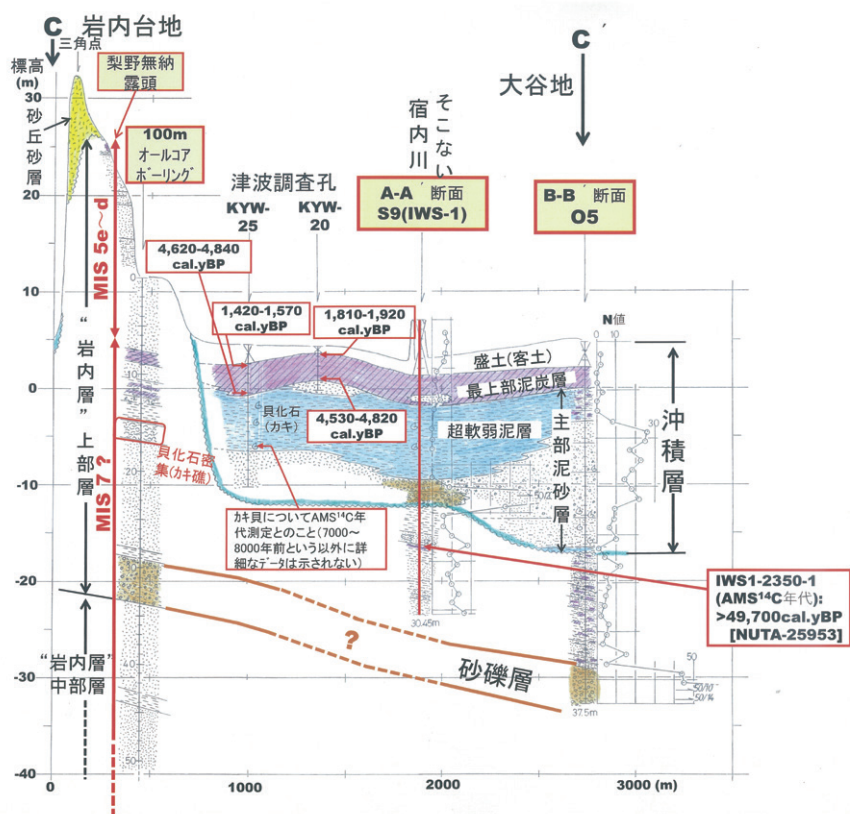 C 岩内台地
三角点
標高
(m)
梨野無納
露頭
100m
オールコア
ボーリング
砂丘砂層
MIS 5e～d
MIS 7 ?
“岩内層”上部層
“岩内層”
中部層
30
20
10
0
-10
-20
-30
-40
津波調査孔
KYW-
25
KYW-
20
宿内川
そこない
A-A´断面
S9(IWS-1)
C´
大谷地
B-B´断面
O5
4,620-4,840
cal.yBP
1,420-1,570
cal.yBP
1,810-1,920
cal.yBP
4,530-4,820
cal.yBP
N値
0 10
盛土(客土)
最上部泥炭層
超軟弱泥層
主部泥砂層
沖積層
貝化石
(カキ)
貝化石密
集(カキ礁)
カキ貝についてAMS¹⁴C年
代測定とのこと(7000～
8000年前という以外に詳
細なデータは示されない)
IWS1-2350-1
(AMS¹⁴C年代):
>49,700cal.yBP
[NUTA-25953]
0
10
20
40
50
30
50
30.45m
37.5m
?
砂礫層
0
1000
2000
3000 (m)